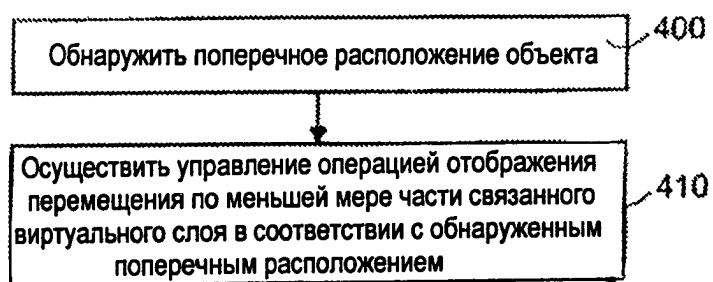 Обнаружить поперечное расположение объекта
400
Осуществить управление операцией отображения
перемещения по меньшей мере части связанного
виртуального слоя в соответствии с обнаруженным
поперечным расположением
410